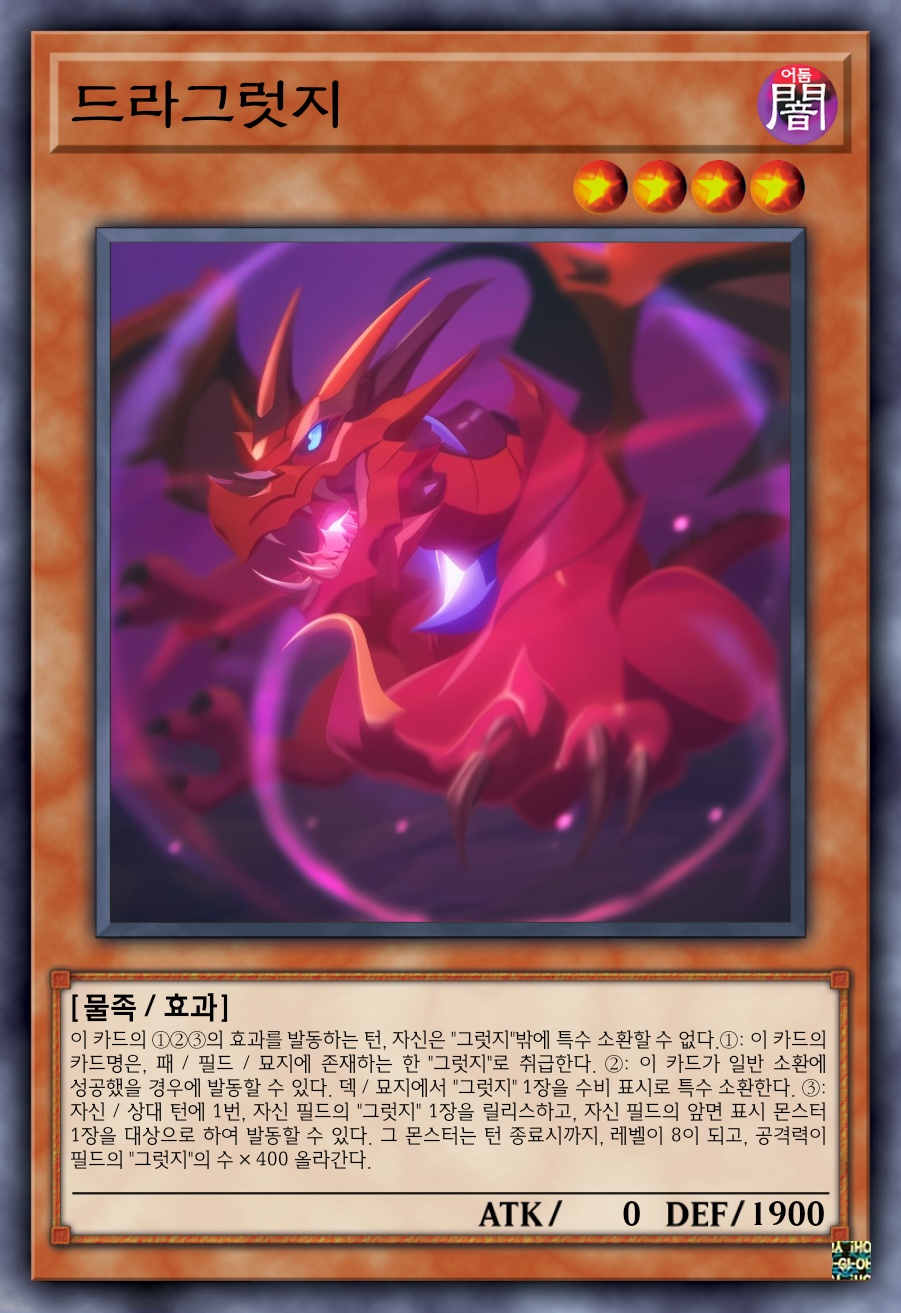 드라그럿지
어둠
闇
[물족 / 효과]
이 카드의 ①②③의 효과를 발동하는 턴, 자신은 "그럿지"밖에 특수 소환할 수 없다.①: 이 카드의
카드명은, 패 / 필드 / 묘지에 존재하는 한 "그럿지"로 취급한다. ②: 이 카드가 일반 소환에
성공했을 경우에 발동할 수 있다. 덱 / 묘지에서 "그럿지" 1장을 수비 표시로 특수 소환한다. ③:
자신 / 상대 턴에 1번, 자신 필드의 "그럿지" 1장을 릴리스하고, 자신 필드의 앞면 표시 몬스터
1장을 대상으로 하여 발동할 수 있다. 그 몬스터는 턴 종료시까지, 레벨이 8이 되고, 공격력이
필드의 "그럿지"의 수 × 400 올라간다.
ATK/ 0 DEF/1900